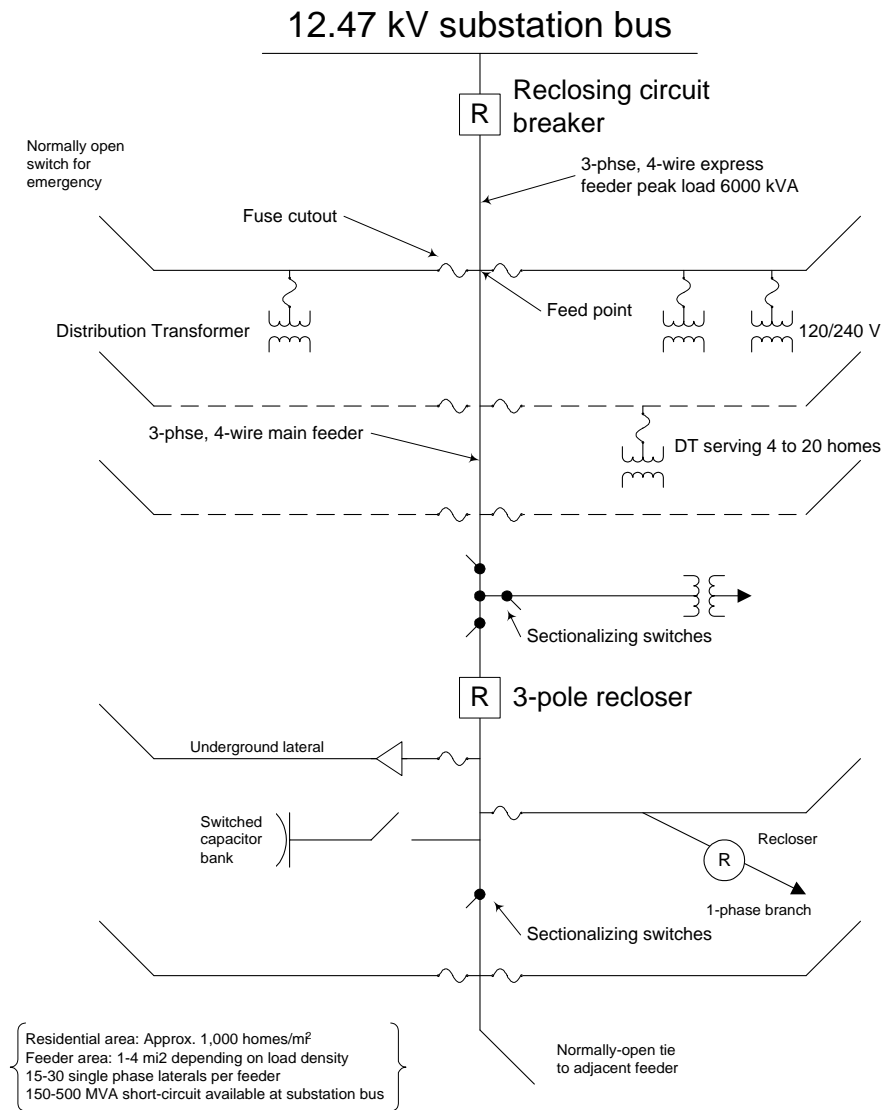 12.47 kV substation bus
R
Reclosing circuit
breaker
Normally open
switch for
emergency
3-phse, 4-wire express
feeder peak load 6000 kVA
Fuse cutout
Feed point
Distribution Transformer
120/240 V
3-phse, 4-wire main feeder
DT serving 4 to 20 homes
Sectionalizing switches
R
3-pole recloser
Underground lateral
Switched
capacitor
bank
Recloser
R
1-phase branch
Sectionalizing switches
Residential area: Approx. 1,000 homes/mi²
Feeder area: 1-4 mi2 depending on load density
15-30 single phase laterals per feeder
150-500 MVA short-circuit available at substation bus
Normally-open tie
to adjacent feeder